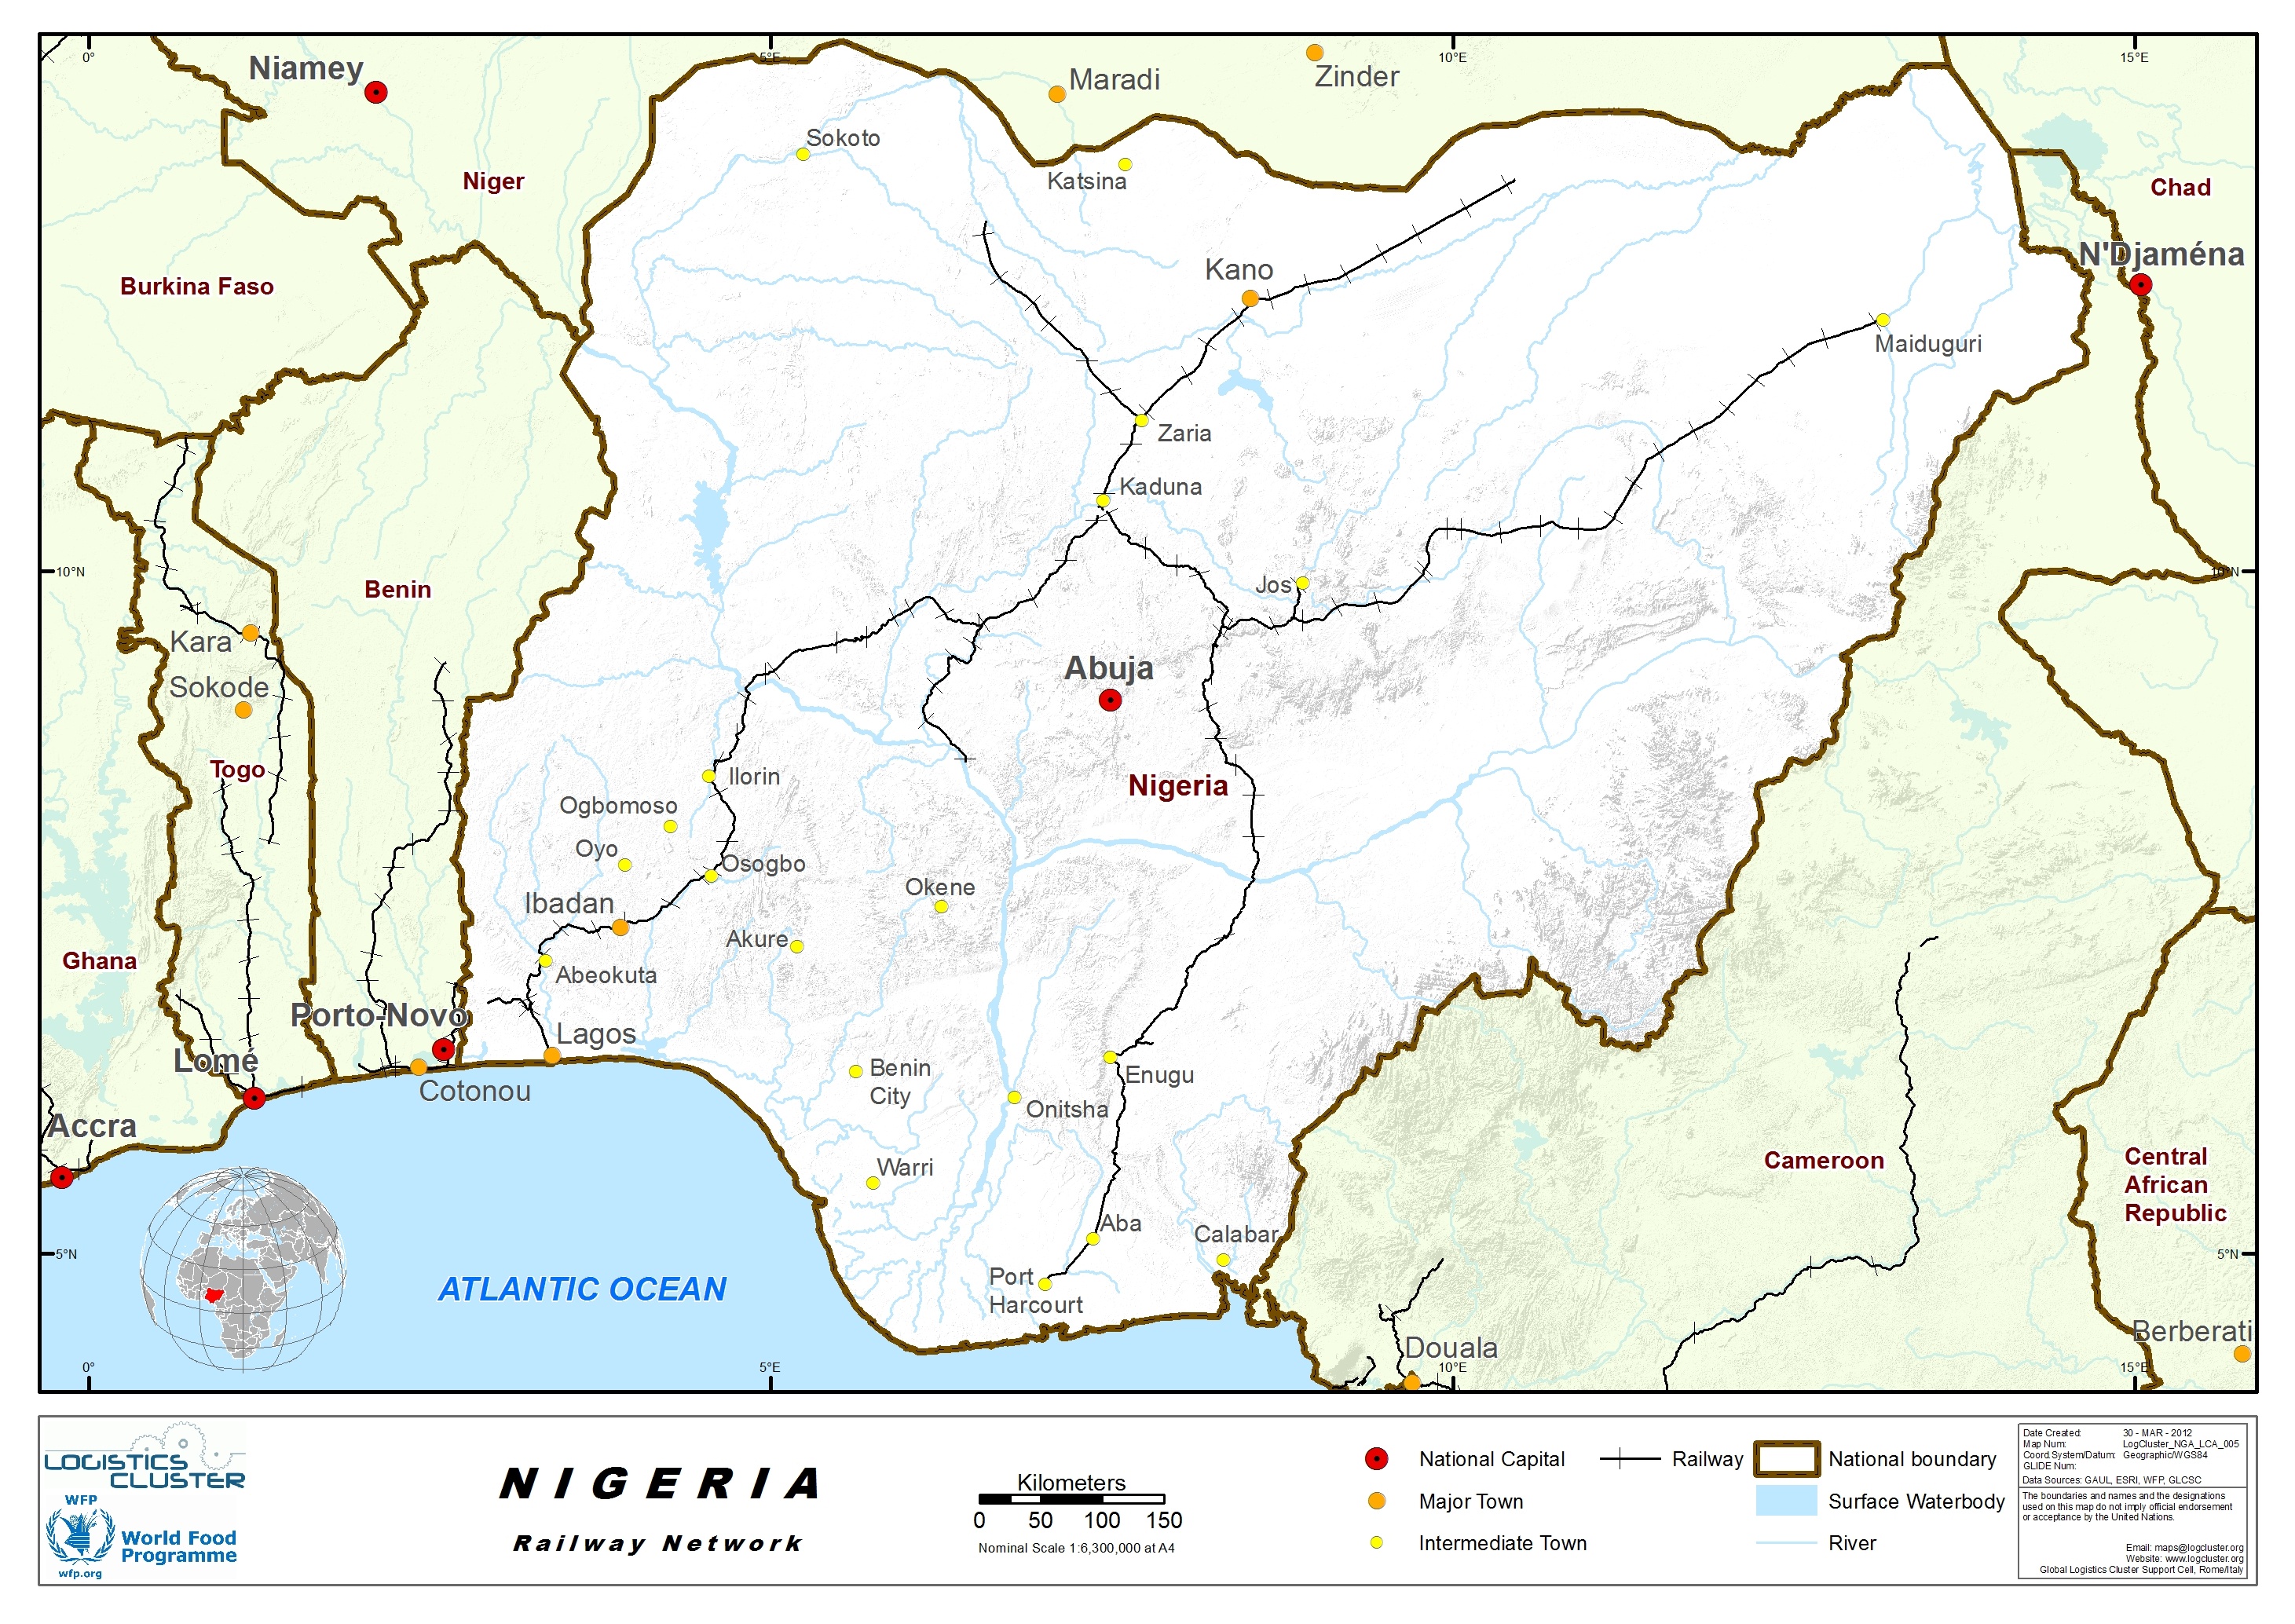 0°
5°E
10°E
15°E
Niamey
Maradi
Zinder
Sokoto
Katsina
Niger
Chad
N'Djaména
Kano
Burkina Faso
Maiduguri
Zaria
Kaduna
10°N
10°N
Jos
Benin
Kara
Sokode
Abuja
Togo
Ilorin
Nigeria
Ogbomoso
Oyo
Osogbo
Okene
Ibadan
Akure
Ghana
Abeokuta
Porto-Novo
Lagos
Lomé
Benin
City
Enugu
Cotonou
Onitsha
Accra
Warri
Cameroon
Central
African
Republic
Aba
Calabar
5°N
5°N
Port
Harcourt
ATLANTIC OCEAN
Douala
Berberati
0°
5°E
10°E
15°E
LOGISTICS
CLUSTER
WFP
World Food
Programme
wfp.org
NIGERIA
Railway Network
Kilometers
0 50 100 150
Nominal Scale 1:6,300,000 at A4
National Capital
Major Town
Intermediate Town
Railway
National boundary
Surface Waterbody
River
Date Created: 30 - MAR - 2012
Map Num: LogCluster_NGA_LCA_005
Coord.System/Datum: Geographic/WGS84
GLIDE Num:
Data Sources: GAUL, ESRI, WFP, GLCSC
The boundaries and names and the designations
used on this map do not imply official endorsement
or acceptance by the United Nations.
Email: maps@logcluster.org
Website: www.logcluster.org
Global Logistics Cluster Support Cell, Rome/Italy